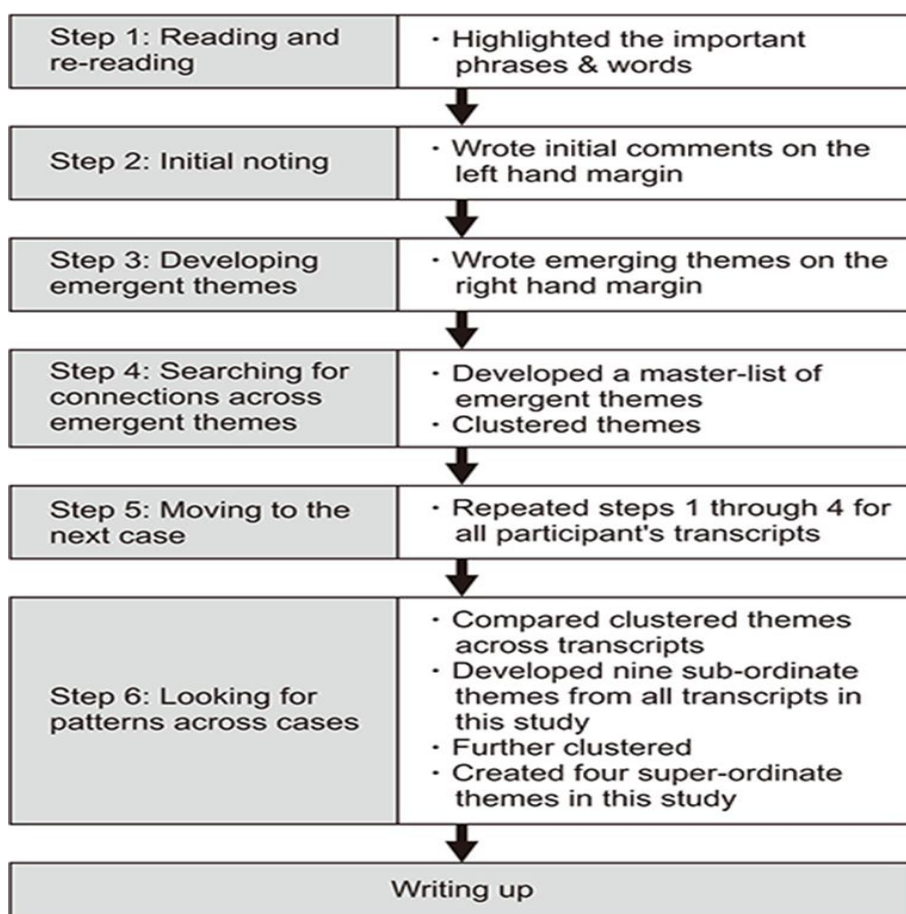 Step 1: Reading and
re-reading
· Highlighted the important
phrases & words
Step 2: Initial noting
· Wrote initial comments on the
left hand margin
Step 3: Developing
emergent themes
· Wrote emerging themes on the
right hand margin
Step 4: Searching for
connections across
emergent themes
· Developed a master-list of
emergent themes
· Clustered themes
Step 5: Moving to the
next case
· Repeated steps 1 through 4 for
all participant's transcripts
Step 6: Looking for
patterns across cases
· Compared clustered themes
across transcripts
· Developed nine sub-ordinate
themes from all transcripts in
this study
· Further clustered
· Created four super-ordinate
themes in this study
Writing up